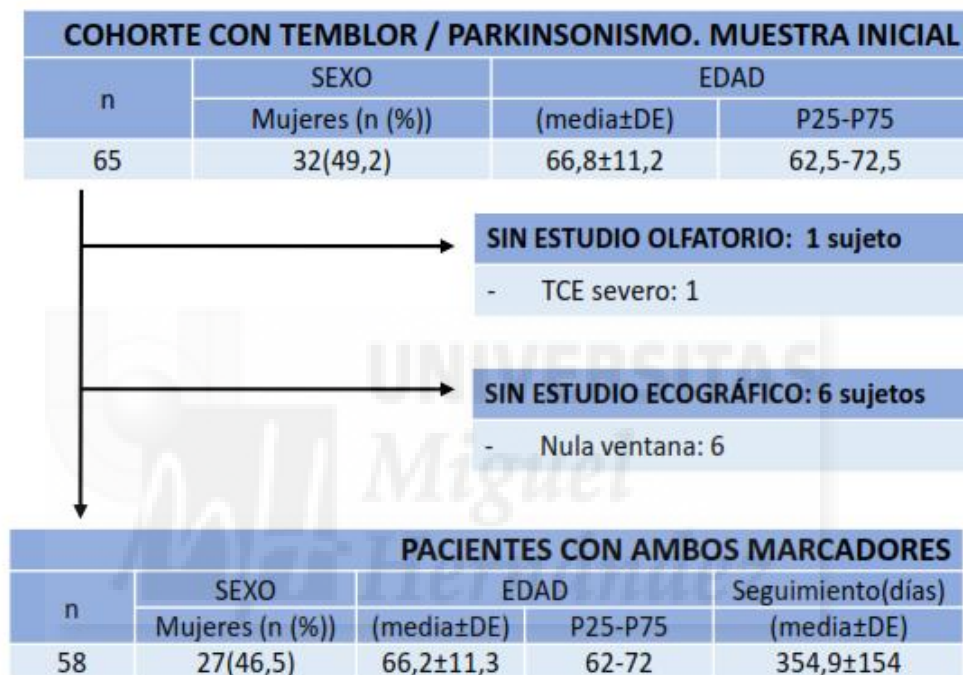 COHORTE CON TEMBLOR / PARKINSONISMO. MUESTRA INICIAL
n SEXO EDAD
Mujeres (n (%)) (media±DE) P25-P75
65 32(49,2) 66,8±11,2 62,5-72,5
SIN ESTUDIO OLFATORIO: 1 sujeto
- TCE severo: 1
SIN ESTUDIO ECOGRÁFICO: 6 sujetos
- Nula ventana: 6
UNIVERSITAS
Miguel
Hernández
PACIENTES CON AMBOS MARCADORES
n SEXO EDAD Seguimiento(días)
Mujeres (n (%)) (media±DE) P25-P75 (media±DE)
58 27(46,5) 66,2±11,3 62-72 354,9±154